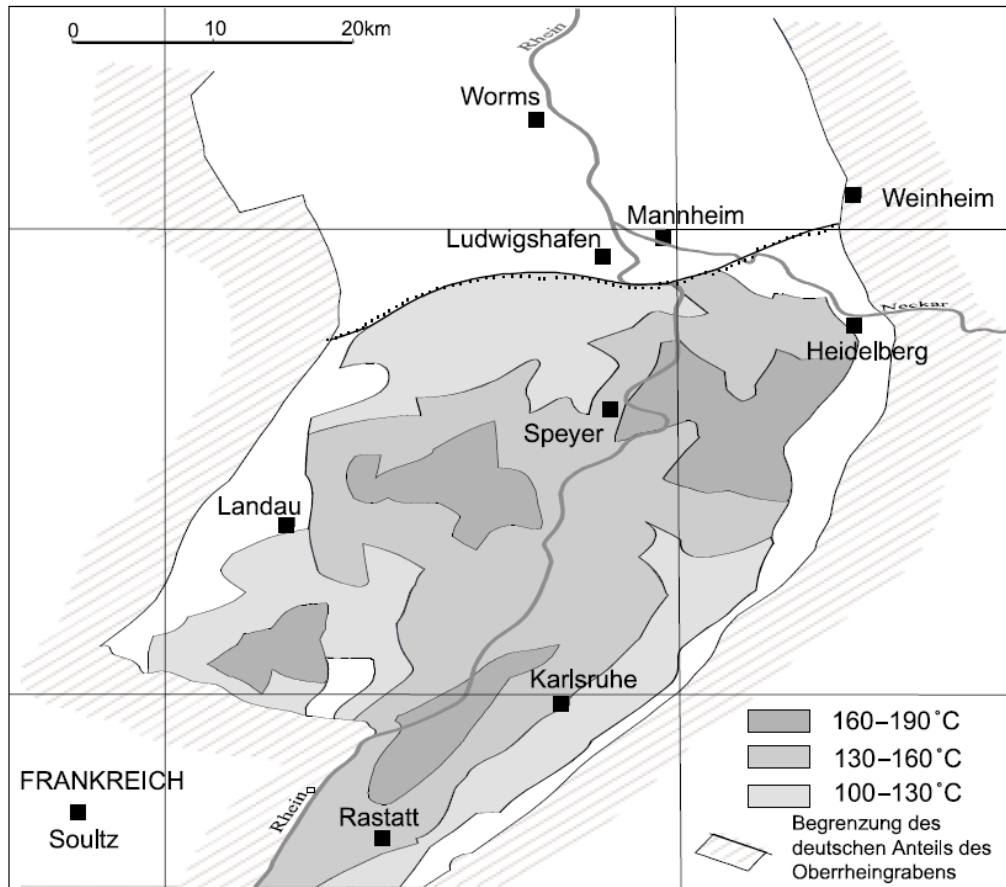 0 10 20km
Rhein
Worms
Weinheim
Mannheim
Ludwigshafen
Neckar
Heidelberg
Speyer
Landau
Karlsruhe
160–190°C
130–160°C
100–130°C
FRANKREICH
Soultz
Rhein
Rastatt
Begrenzung des
deutschen Anteils des
Oberrheingrabens